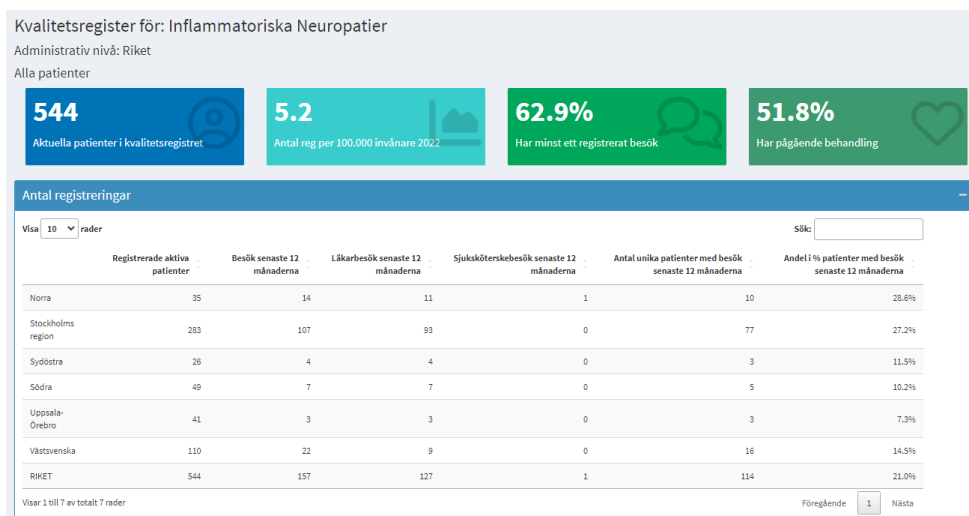 Kvalitetsregister för: Inflammatoriska Neuropatier
Administrativ nivå: Riket
Alla patienter
544
Aktuella patienter i kvalitetsregistret
5.2
Antal reg per 100.000 invånare 2022
62.9%
Har minst ett registrerat besök
51.8%
Har pågående behandling
Antal registreringar
Visa 10 rader
Sök:
Registrerade aktiva patienter
Besök senaste 12 månaderna
Läkarbesök senaste 12 månaderna
Sjuksköterskebesök senaste 12 månaderna
Antal unika patienter med besök senaste 12 månaderna
Andel i % patienter med besök senaste 12 månaderna
Norra 35 14 11 1 10 28.6%
Stockholms region 283 107 93 0 77 27.2%
Sydöstra 26 4 4 0 3 11.5%
Södra 49 7 7 0 5 10.2%
Uppsala-Örebro 41 3 3 0 3 7.3%
Västsvenska 110 22 9 0 16 14.5%
RIKET 544 157 127 1 114 21.0%
Visar 1 till 7 av totalt 7 rader
Föregående 1 Nästa